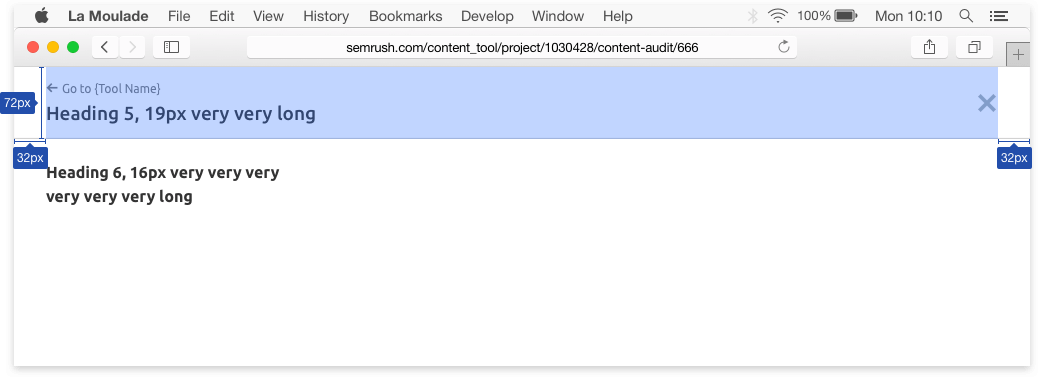 La Moulade File Edit View History Bookmarks Develop Window Help 100% Mon 10:10
semrush.com/content_tool/project/1030428/content-audit/666
← Go to {Tool Name}
72px
Heading 5, 19px very very long
32px
32px
Heading 6, 16px very very very
very very very long